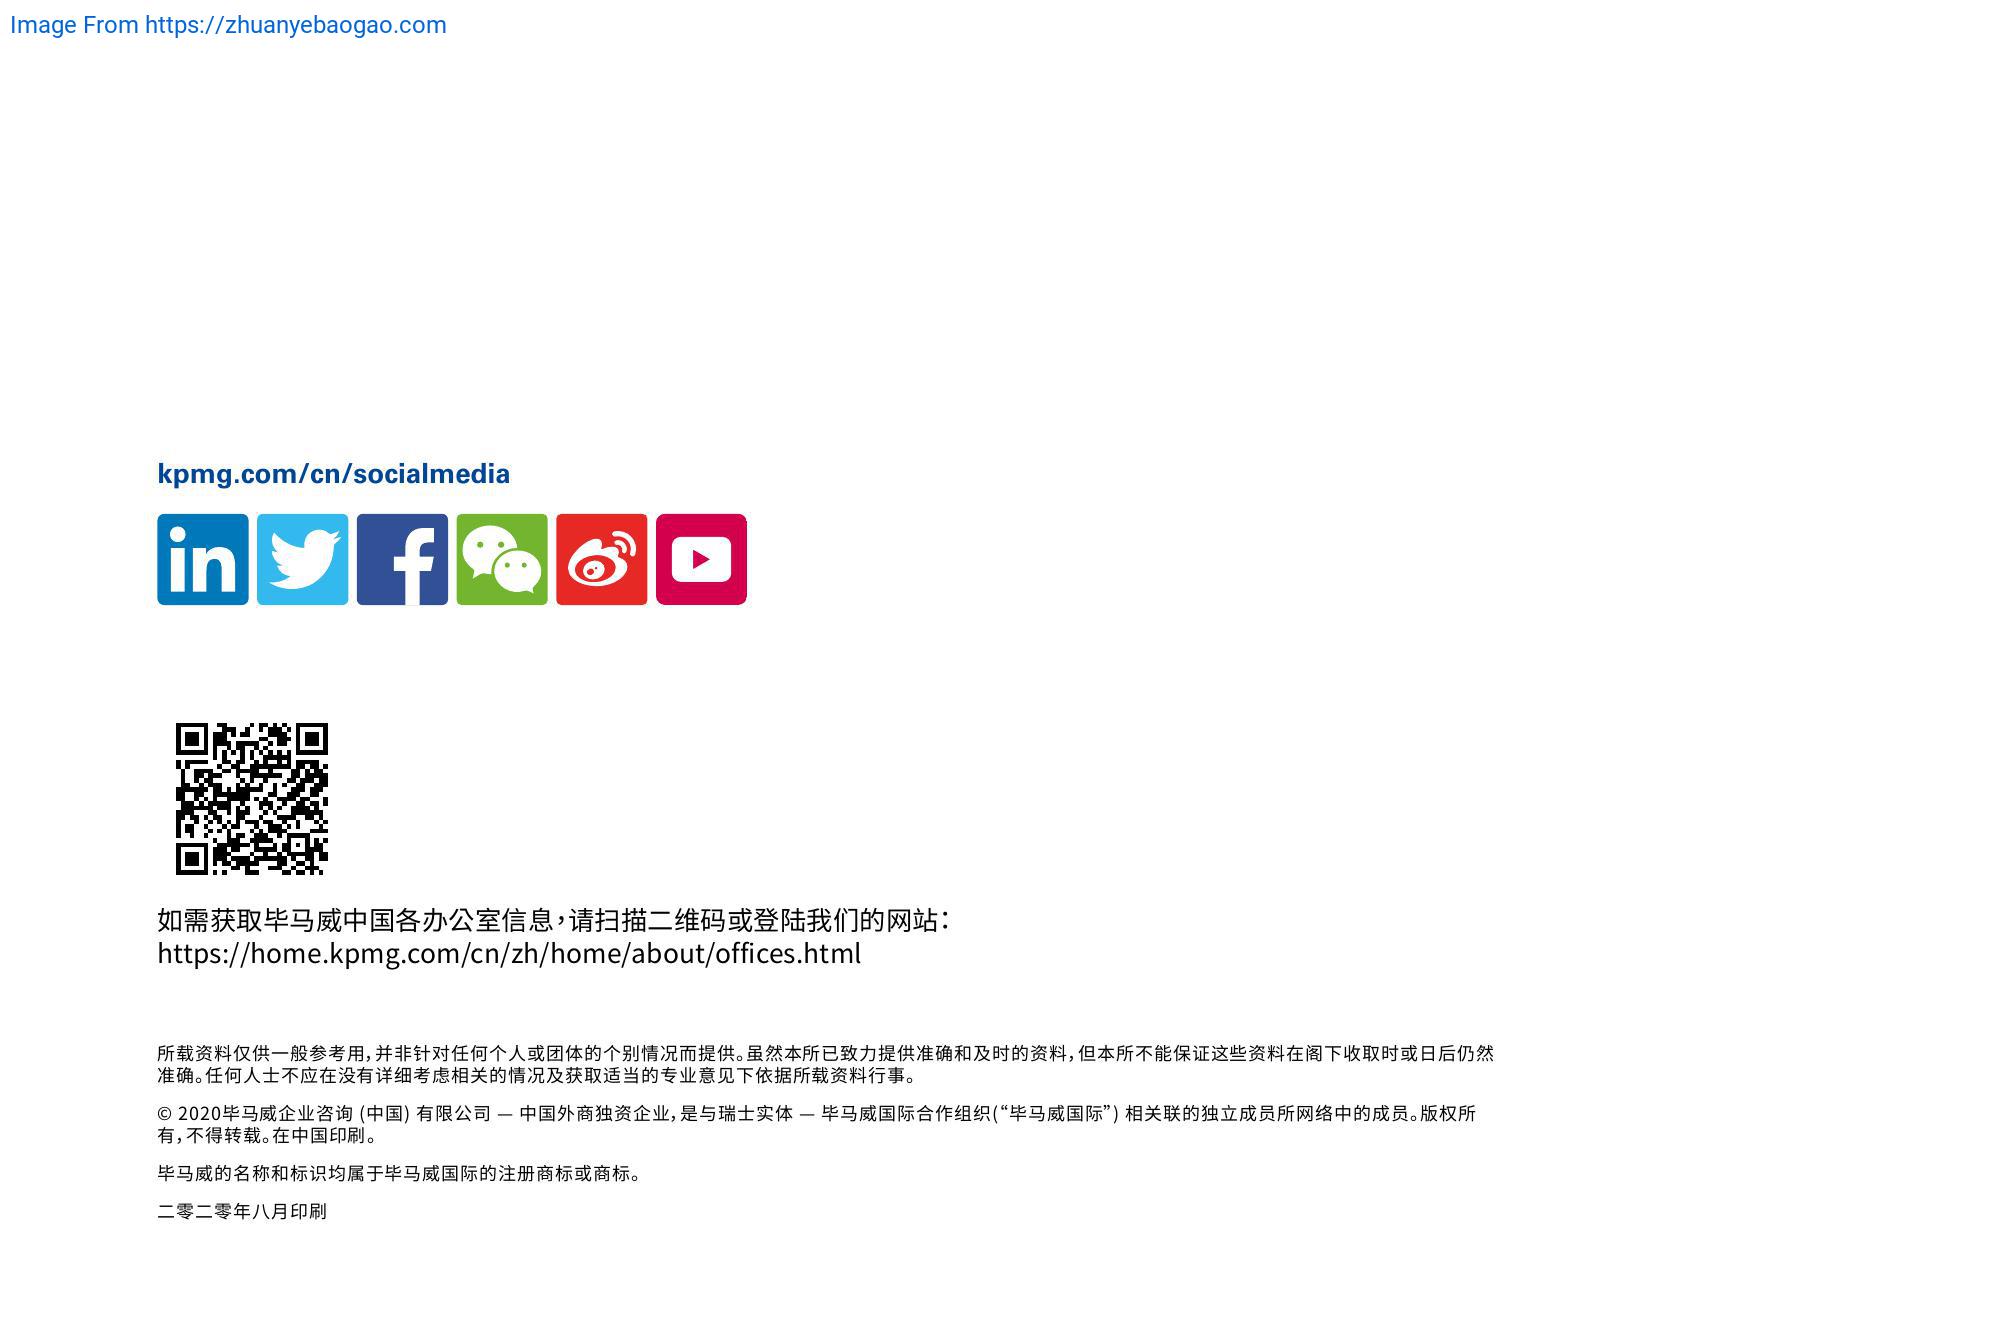 Image From https://zhuanyebaogao.com
kpmg.com/cn/socialmedia
in
如需获取毕马威中国各办公室信息，请扫描二维码或登陆我们的网站：
https://home.kpmg.com/cn/zh/home/about/offices.html
所载资料仅供一般参考用，并非针对任何个人或团体的个别情况而提供。虽然本所已致力提供准确和及时的资料，但本所不能保证这些资料在阁下收取时或日后仍然
准确。任何人士不应在没有详细考虑相关的情况及获取适当的专业意见下依据所载资料行事。
© 2020毕马威企业咨询 (中国) 有限公司 — 中国外商独资企业，是与瑞士实体 — 毕马威国际合作组织(“毕马威国际”) 相关联的独立成员所网络中的成员。版权所
有，不得转载。在中国印刷。
毕马威的名称和标识均属于毕马威国际的注册商标或商标。
二零二零年八月印刷